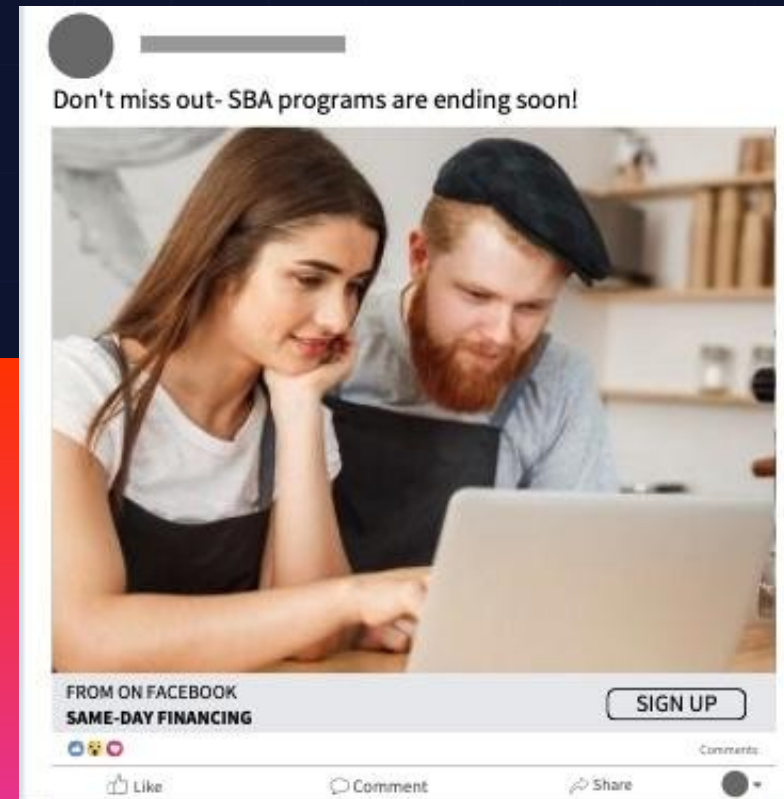 Don't miss out- SBA programs are ending soon!
FROM ON FACEBOOK
SAME-DAY FINANCING
SIGN UP
Comments
Like
Comment
Share